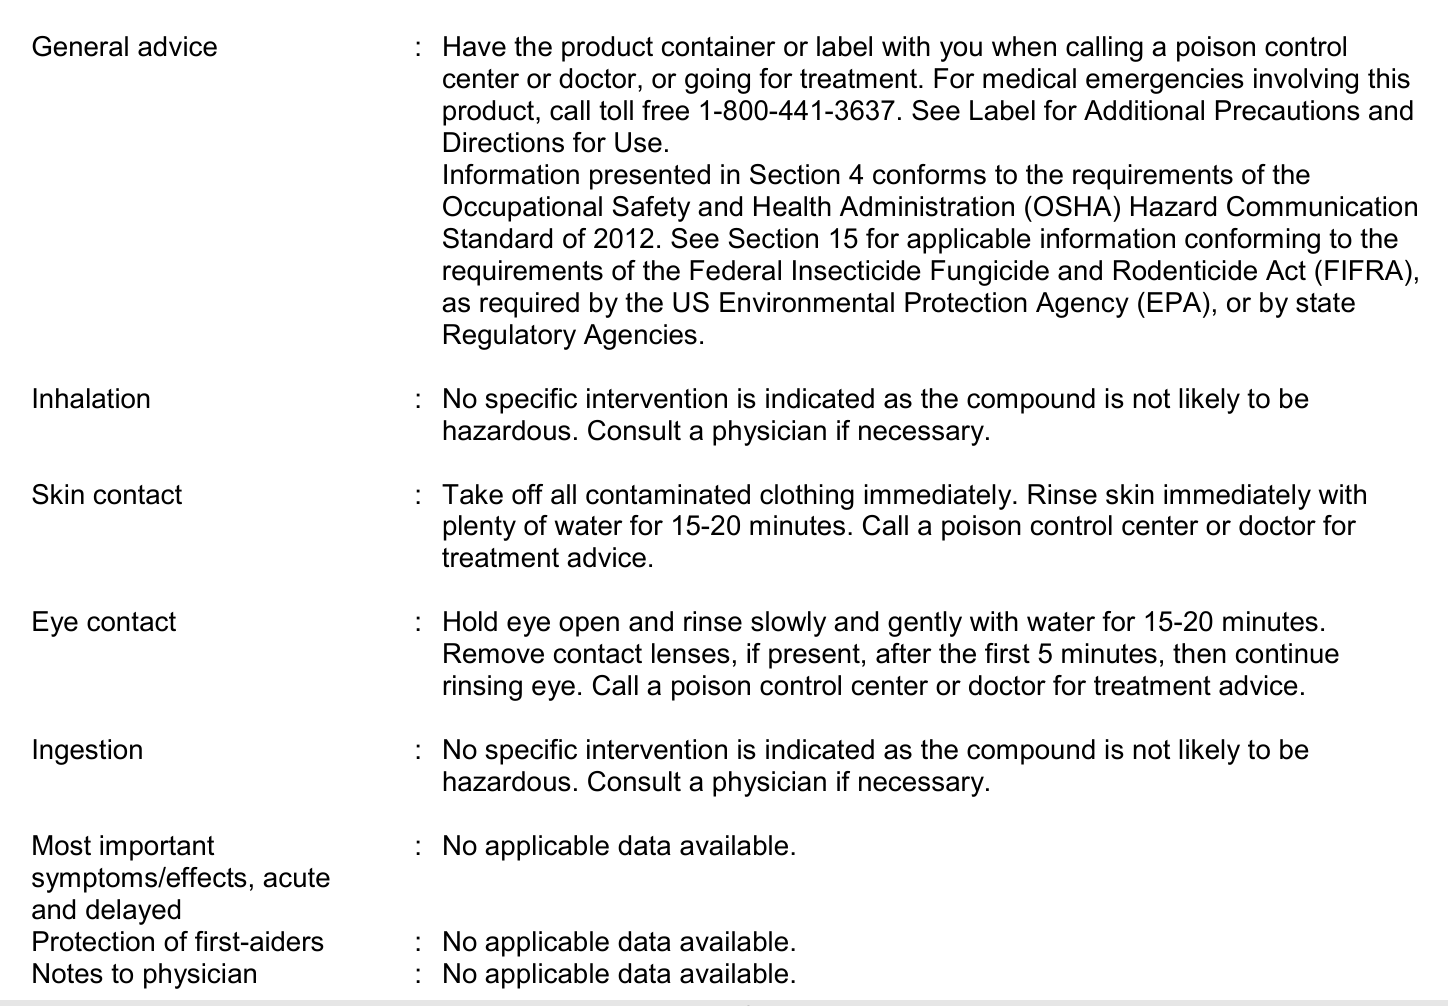 General advice : Have the product container or label with you when calling a poison control
center or doctor, or going for treatment. For medical emergencies involving this
product, call toll free 1-800-441-3637. See Label for Additional Precautions and
Directions for Use.
Information presented in Section 4 conforms to the requirements of the
Occupational Safety and Health Administration (OSHA) Hazard Communication
Standard of 2012. See Section 15 for applicable information conforming to the
requirements of the Federal Insecticide Fungicide and Rodenticide Act (FIFRA),
as required by the US Environmental Protection Agency (EPA), or by state
Regulatory Agencies.
Inhalation : No specific intervention is indicated as the compound is not likely to be
hazardous. Consult a physician if necessary.
Skin contact : Take off all contaminated clothing immediately. Rinse skin immediately with
plenty of water for 15-20 minutes. Call a poison control center or doctor for
treatment advice.
Eye contact : Hold eye open and rinse slowly and gently with water for 15-20 minutes.
Remove contact lenses, if present, after the first 5 minutes, then continue
rinsing eye. Call a poison control center or doctor for treatment advice.
Ingestion : No specific intervention is indicated as the compound is not likely to be
hazardous. Consult a physician if necessary.
Most important : No applicable data available.
symptoms/effects, acute
and delayed
Protection of first-aiders : No applicable data available.
Notes to physician : No applicable data available.